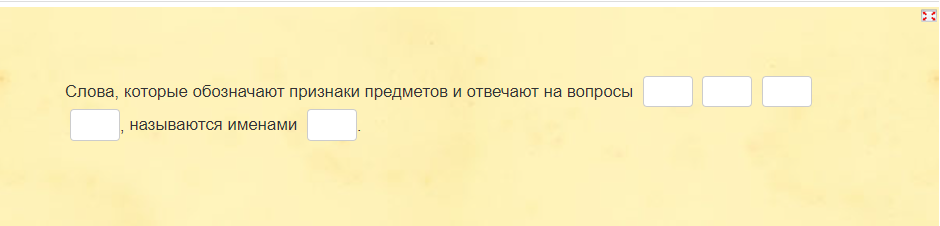 Слова, которые обозначают признаки предметов и отвечают на вопросы
, называются именами .